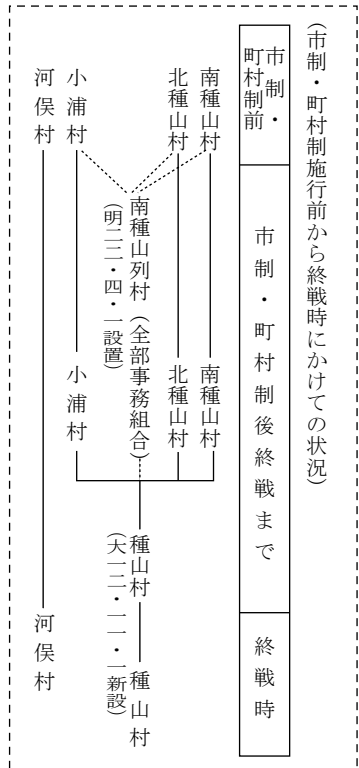 （市制・町村制施行前から終戦時にかけての状況）
市制・
町村制前
市制・町村制後終戦まで
終戦時
南種山村
北種山村
小浦村
河俣村
南種山列村（全部事務組合）
（明二二・四・一設置）
南種山村
北種山村
小浦村
種山村
（大一二・一一・一新設）
種山村
河俣村